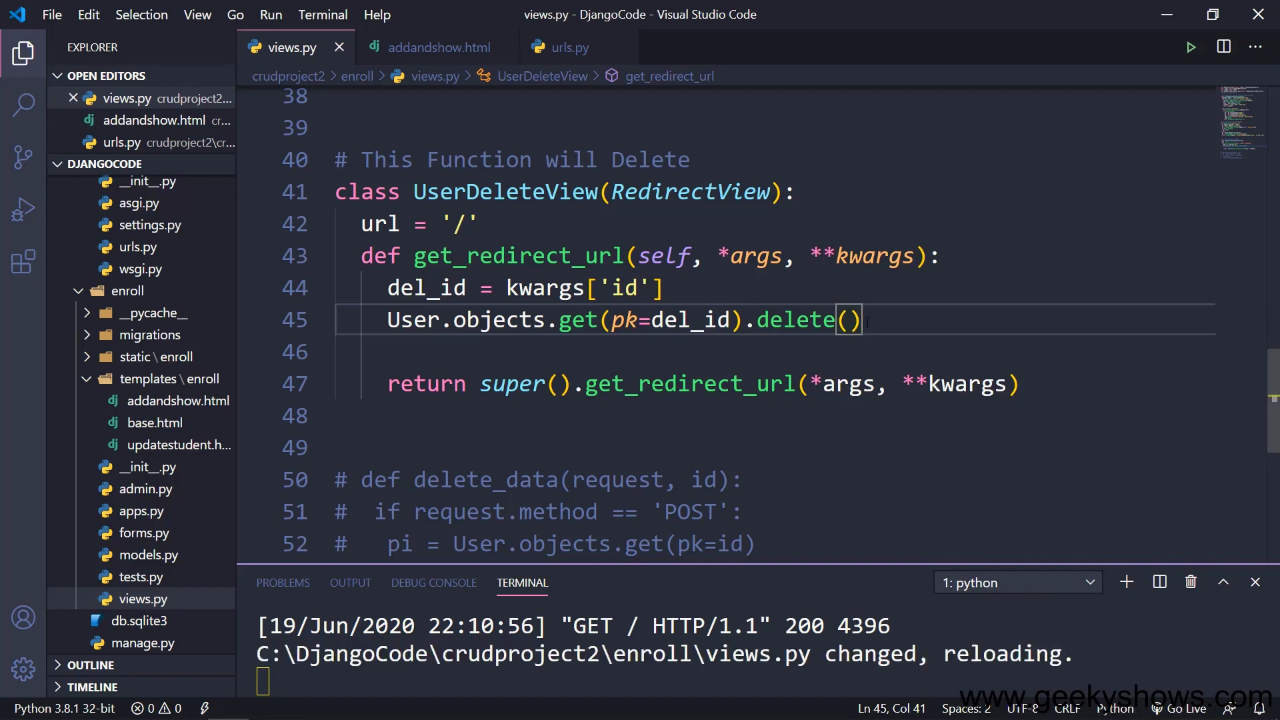 File Edit Selection View Go Run Terminal Help views.py - DjangoCode - Visual Studio Code
EXPLORER
views.py addandshow.html urls.py
OPEN EDITORS
views.py crudproject2...
addandshow.html cr...
urls.py crudproject2\cr...
DJANGOCODE
__init__.py
asgi.py
settings.py
urls.py
wsgi.py
enroll
__pycache__
migrations
static \ enroll
templates \ enroll
addandshow.html
base.html
updatestudent.h...
__init__.py
admin.py
apps.py
forms.py
models.py
tests.py
views.py
db.sqlite3
manage.py
OUTLINE
TIMELINE
crudproject2 > enroll > views.py > UserDeleteView > get_redirect_url
38
39
40 # This Function will Delete
41 class UserDeleteView(RedirectView):
42 url = '/'
43 def get_redirect_url(self, *args, **kwargs):
44 del_id = kwargs['id']
45 User.objects.get(pk=del_id).delete()
46
47 return super().get_redirect_url(*args, **kwargs)
48
49
50 # def delete_data(request, id):
51 # if request.method == 'POST':
52 # pi = User.objects.get(pk=id)
PROBLEMS OUTPUT DEBUG CONSOLE TERMINAL 1: python
[19/Jun/2020 22:10:56] "GET / HTTP/1.1" 200 4396
C:\DjangoCode\crudproject2\enroll\views.py changed, reloading.
www.geekyshows.com
Python 3.8.1 32-bit 0 0 Ln 45, Col 41 Spaces: 2 UTF-8 CRLF Python Go Live